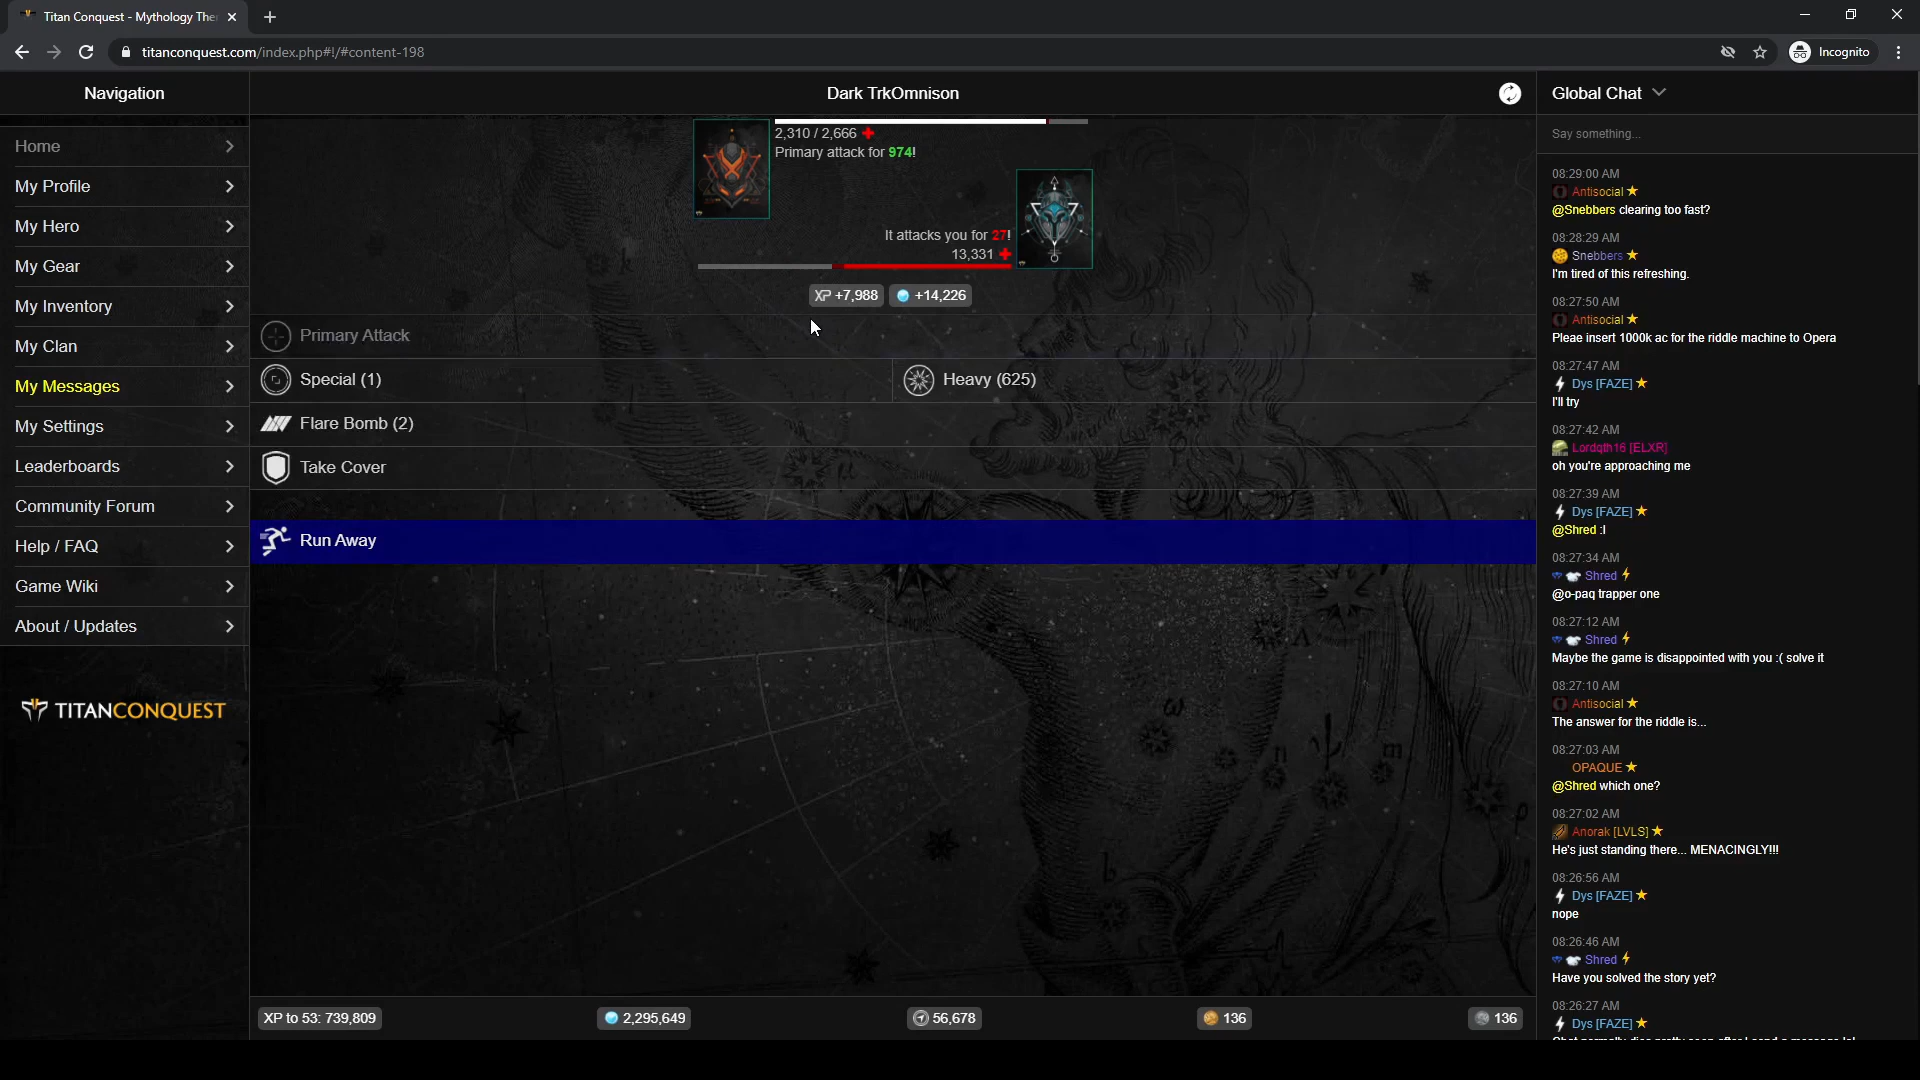 Titan Conquest - Mythology The
titanconquest.com/index.php#!/#content-198
Incognito
Navigation
Home
My Profile
My Hero
My Gear
My Inventory
My Clan
My Messages
My Settings
Leaderboards
Community Forum
Help / FAQ
Game Wiki
About / Updates
TITANCONQUEST
Dark TrkOmnison
2,310 / 2,666
Primary attack for 974!
It attacks you for 27!
13,331
XP +7,988
+14,226
Primary Attack
Special (1)
Heavy (625)
Flare Bomb (2)
Take Cover
Run Away
XP to 53: 739,809
2,295,649
56,678
136
136
Global Chat
Say something...
08:29:00 AM
Antisocial
@Snebbers clearing too fast?
08:28:29 AM
Snebbers
I'm tired of this refreshing.
08:27:50 AM
Antisocial
Pleae insert 1000k ac for the riddle machine to Opera
08:27:47 AM
Dys [FAZE]
I'll try
08:27:42 AM
Lordqth16 [ELXR]
oh you're approaching me
08:27:39 AM
Dys [FAZE]
@Shred :l
08:27:34 AM
Shred
@o-paq trapper one
08:27:12 AM
Shred
Maybe the game is disappointed with you :( solve it
08:27:10 AM
Antisocial
The answer for the riddle is...
08:27:03 AM
OPAQUE
@Shred which one?
08:27:02 AM
Anorak [LVLS]
He's just standing there... MENACINGLY!!!
08:26:56 AM
Dys [FAZE]
nope
08:26:46 AM
Shred
Have you solved the story yet?
08:26:27 AM
Dys [FAZE]